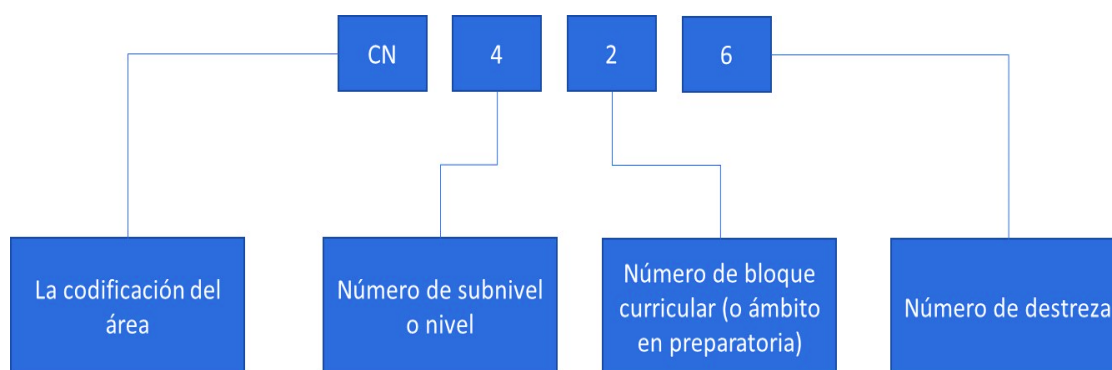 CN 4 2 6
La codificación del
área
Número de subnivel
o nivel
Número de bloque
curricular (o ámbito
en preparatoria)
Número de destreza